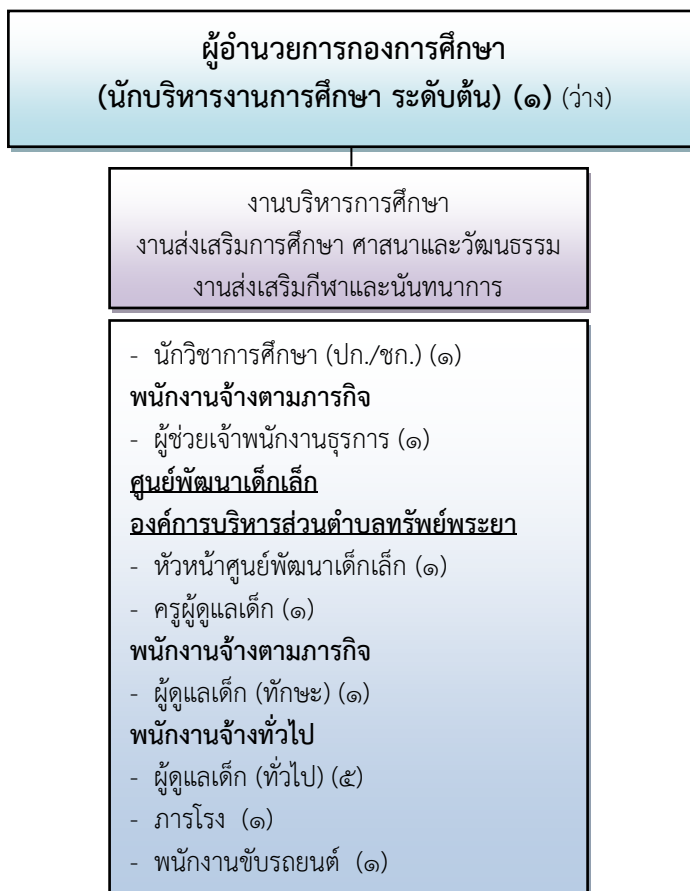 ผู้อำนวยการกองการศึกษา
(นักบริหารงานการศึกษา ระดับต้น) (๑) (ว่าง)
งานบริหารการศึกษา
งานส่งเสริมการศึกษา ศาสนาและวัฒนธรรม
งานส่งเสริมกีฬาและนันทนาการ
- นักวิชาการศึกษา (ปก./ชก.) (๑)
พนักงานจ้างตามภารกิจ
- ผู้ช่วยเจ้าพนักงานธุรการ (๑)
ศูนย์พัฒนาเด็กเล็ก
องค์การบริหารส่วนตำบลทรัพย์พระยา
- หัวหน้าศูนย์พัฒนาเด็กเล็ก (๑)
- ครูผู้ดูแลเด็ก (๑)
พนักงานจ้างตามภารกิจ
- ผู้ดูแลเด็ก (ทักษะ) (๑)
พนักงานจ้างทั่วไป
- ผู้ดูแลเด็ก (ทั่วไป) (๕)
- ภารโรง (๑)
- พนักงานขับรถยนต์ (๑)